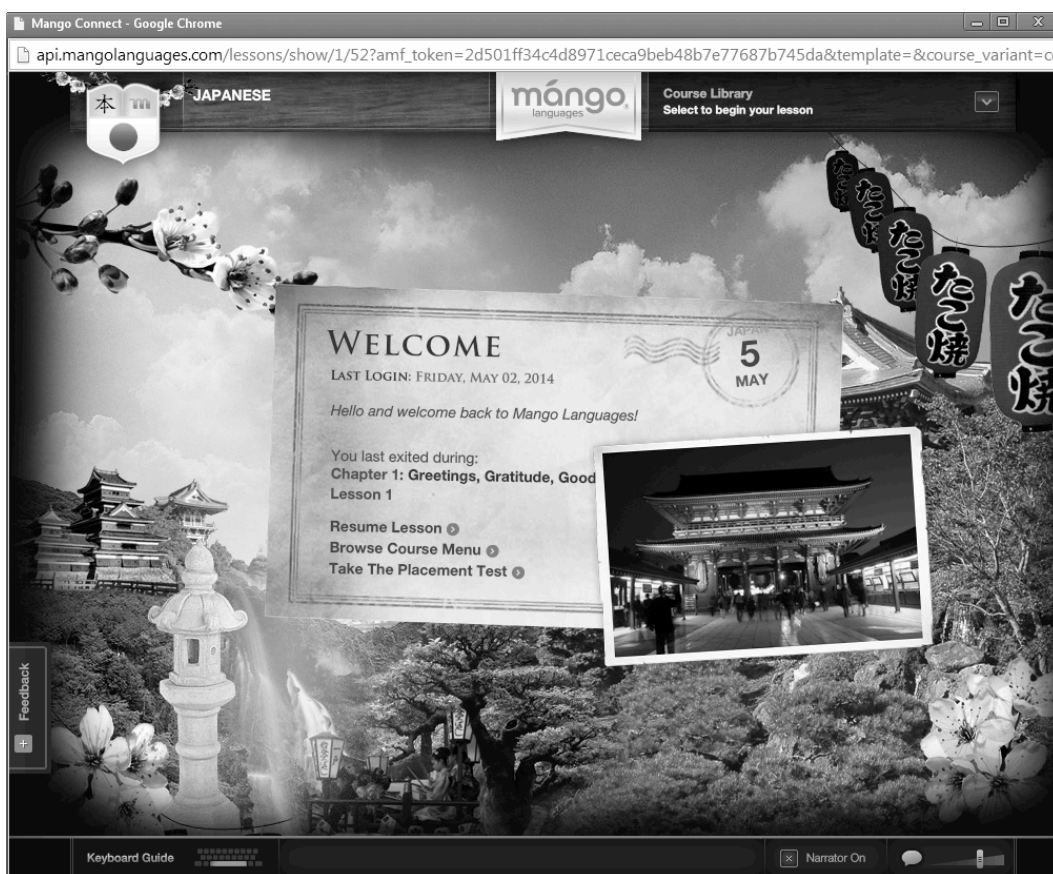 Mango Connect - Google Chrome
api.mangolanguages.com/lessons/show/1/52?amf_token=2d501ff34c4d8971ceca9beb48b7e77687b745da&template=&course_variant=c
本 m
JAPANESE
mángo
languages
Course Library
Select to begin your lesson
たこ焼
たこ焼
たこ焼
たこ焼
たこ焼
WELCOME
LAST LOGIN: FRIDAY, MAY 02, 2014
JAPAN
5
MAY
Hello and welcome back to Mango Languages!
You last exited during:
Chapter 1: Greetings, Gratitude, Good
Lesson 1
Resume Lesson
Browse Course Menu
Take The Placement Test
Feedback
Keyboard Guide
Narrator On